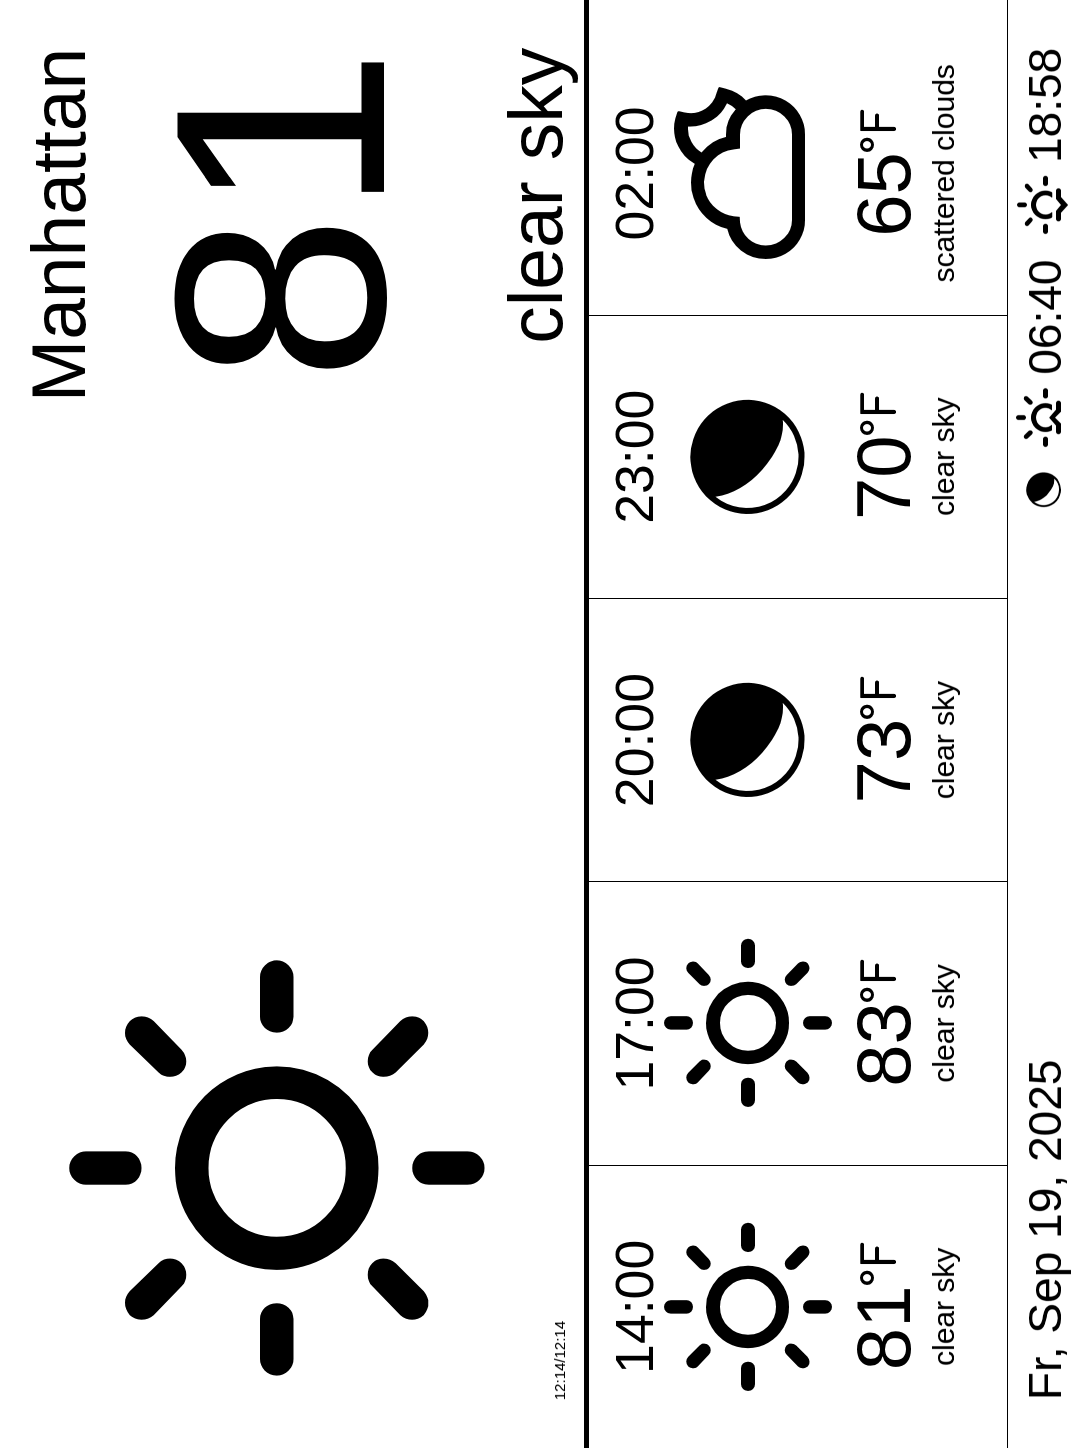 Manhattan
81
clear sky
12:14/12:14
14:00 17:00 20:00 23:00 02:00
81°F 83°F 73°F 70°F 65°F
clear sky clear sky clear sky clear sky scattered clouds
Fr, Sep 19, 2025 06:40 18:58